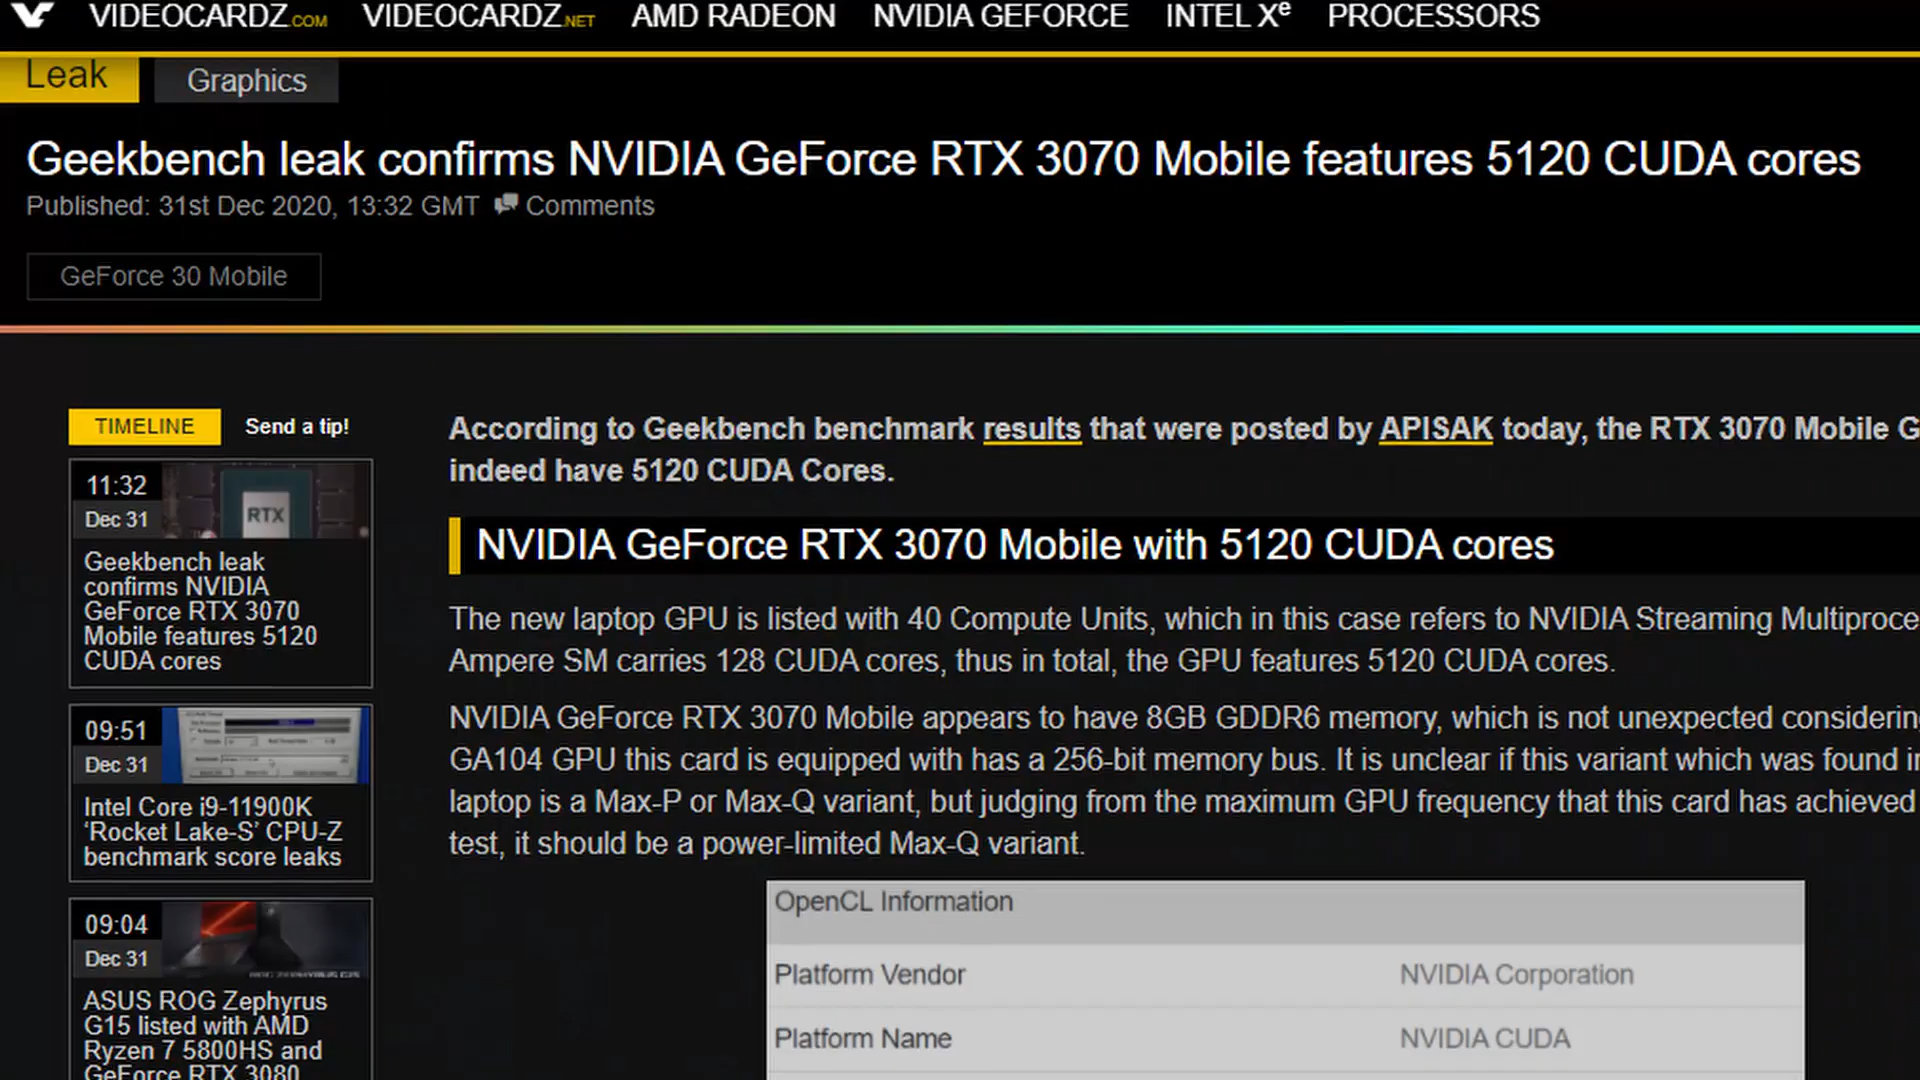 VIDEOCARDZ.COM VIDEOCARDZ.NET AMD RADEON NVIDIA GEFORCE INTEL Xe PROCESSORS
Leak Graphics
Geekbench leak confirms NVIDIA GeForce RTX 3070 Mobile features 5120 CUDA cores
Published: 31st Dec 2020, 13:32 GMT Comments
GeForce 30 Mobile
TIMELINE Send a tip!
11:32
Dec 31
RTX
Geekbench leak
confirms NVIDIA
GeForce RTX 3070
Mobile features 5120
CUDA cores
09:51
Dec 31
Intel Core i9-11900K
‘Rocket Lake-S’ CPU-Z
benchmark score leaks
09:04
Dec 31
ASUS ROG Zephyrus
G15 listed with AMD
Ryzen 7 5800HS and
GeForce RTX 3080
According to Geekbench benchmark results that were posted by APISAK today, the RTX 3070 Mobile G
indeed have 5120 CUDA Cores.
NVIDIA GeForce RTX 3070 Mobile with 5120 CUDA cores
The new laptop GPU is listed with 40 Compute Units, which in this case refers to NVIDIA Streaming Multiproce
Ampere SM carries 128 CUDA cores, thus in total, the GPU features 5120 CUDA cores.
NVIDIA GeForce RTX 3070 Mobile appears to have 8GB GDDR6 memory, which is not unexpected considering
GA104 GPU this card is equipped with has a 256-bit memory bus. It is unclear if this variant which was found in
laptop is a Max-P or Max-Q variant, but judging from the maximum GPU frequency that this card has achieved
test, it should be a power-limited Max-Q variant.
OpenCL Information
Platform Vendor NVIDIA Corporation
Platform Name NVIDIA CUDA